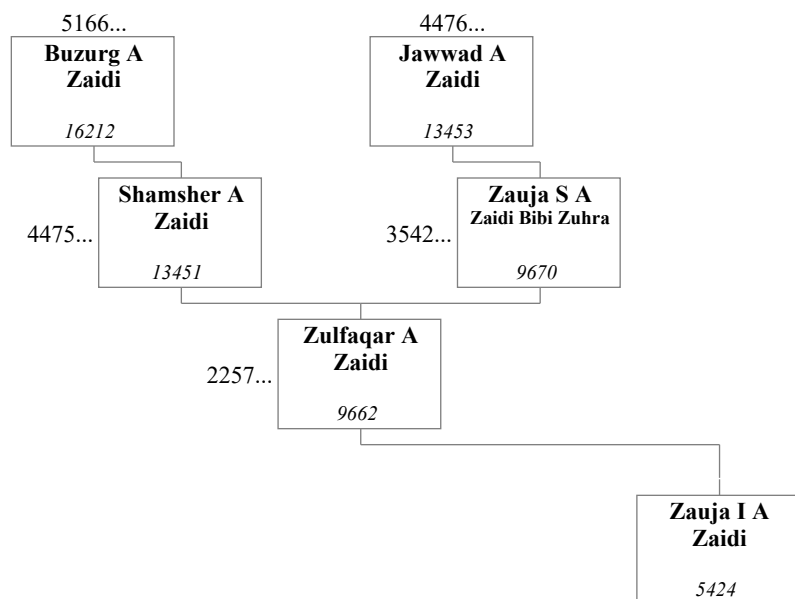 5166...
Buzurg A
Zaidi
16212
4476...
Jawwad A
Zaidi
13453
4475...
Shamsher A
Zaidi
13451
3542...
Zauja S A
Zaidi Bibi Zuhra
9670
2257...
Zulfaqar A
Zaidi
9662
Zauja I A
Zaidi
5424